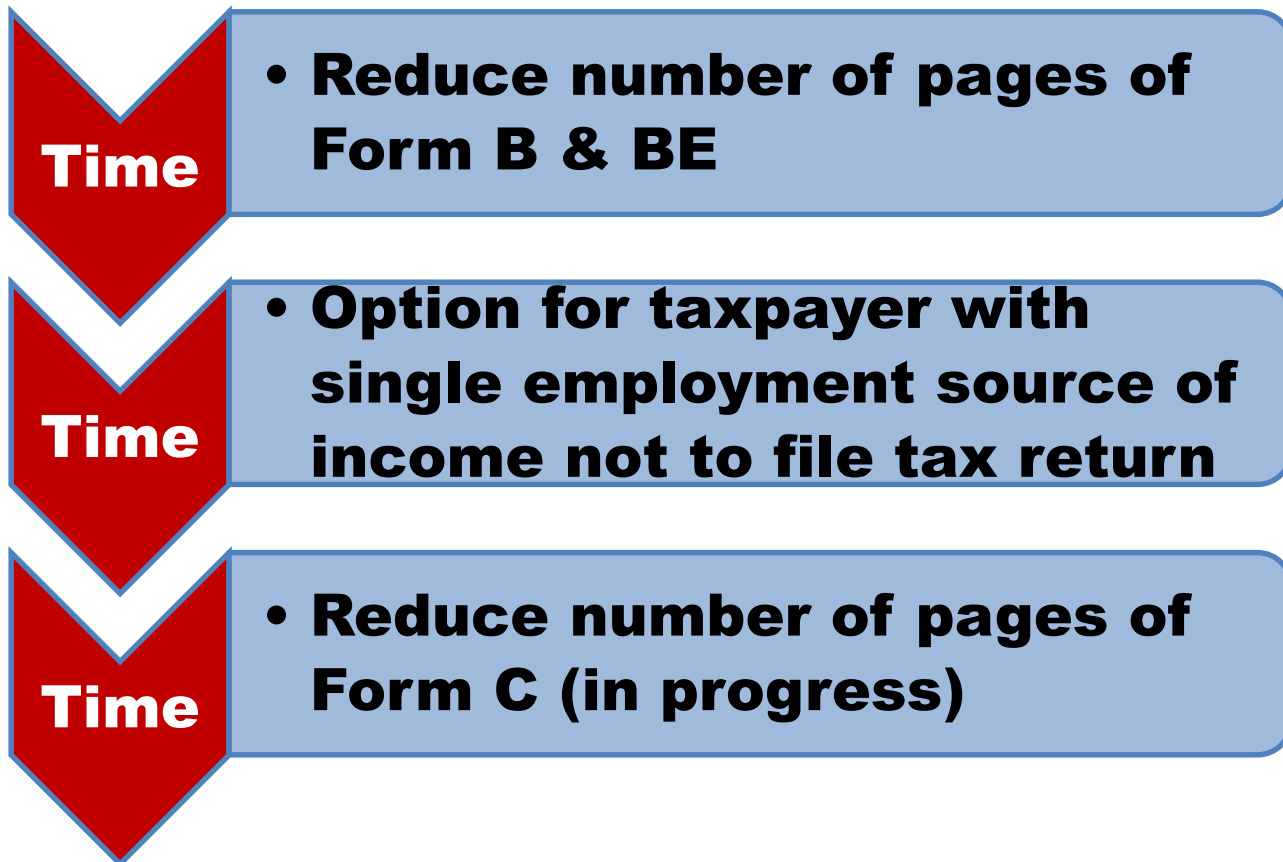 Time
• Reduce number of pages of
Form B & BE
Time
• Option for taxpayer with
single employment source of
income not to file tax return
Time
• Reduce number of pages of
Form C (in progress)